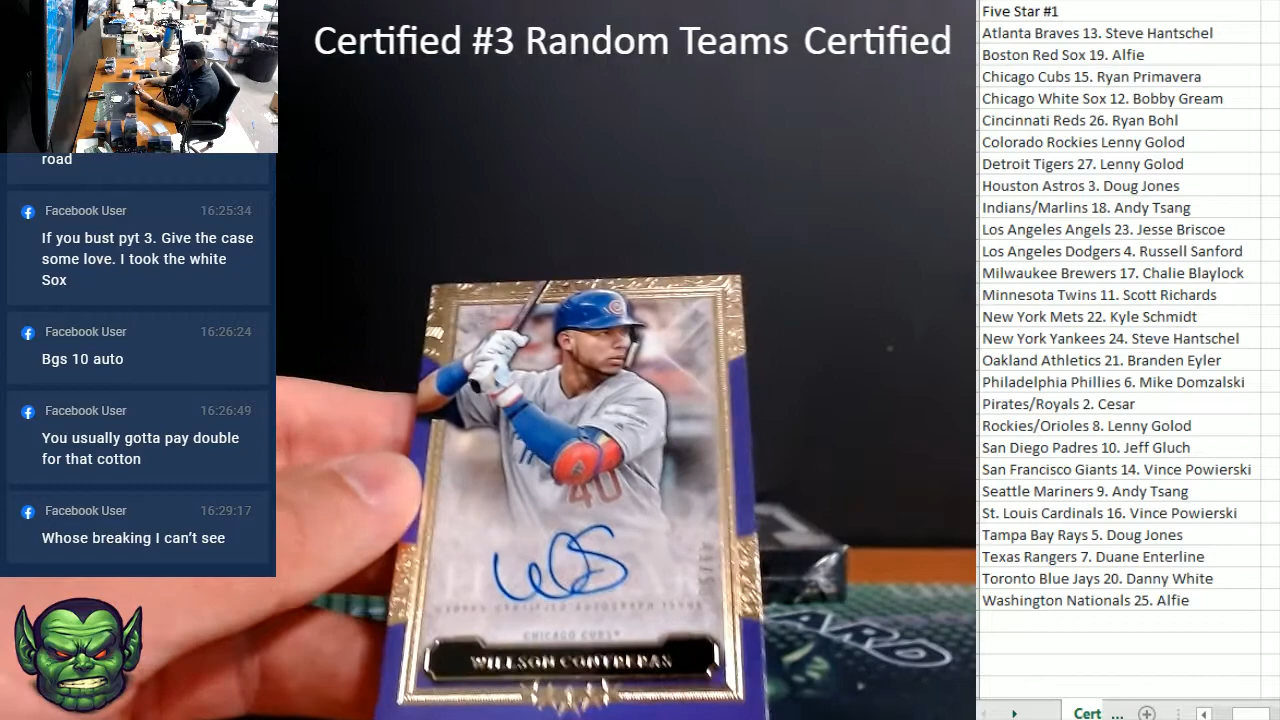 Certified #3 Random Teams Certified
road
Facebook User 16:25:34
If you bust pyt 3. Give the case
some love. I took the white
Sox
Facebook User 16:26:24
Bgs 10 auto
Facebook User 16:26:49
You usually gotta pay double
for that cotton
Facebook User 16:29:17
Whose breaking I can't see
40
TOPPS CERTIFIED AUTOGRAPH ISSUE
CHICAGO CUBS
WILLSON CONTRERAS
ARD
Five Star #1
Atlanta Braves 13. Steve Hantschel
Boston Red Sox 19. Alfie
Chicago Cubs 15. Ryan Primavera
Chicago White Sox 12. Bobby Gream
Cincinnati Reds 26. Ryan Bohl
Colorado Rockies Lenny Golod
Detroit Tigers 27. Lenny Golod
Houston Astros 3. Doug Jones
Indians/Marlins 18. Andy Tsang
Los Angeles Angels 23. Jesse Briscoe
Los Angeles Dodgers 4. Russell Sanford
Milwaukee Brewers 17. Chalie Blaylock
Minnesota Twins 11. Scott Richards
New York Mets 22. Kyle Schmidt
New York Yankees 24. Steve Hantschel
Oakland Athletics 21. Branden Eyler
Philadelphia Phillies 6. Mike Domzalski
Pirates/Royals 2. Cesar
Rockies/Orioles 8. Lenny Golod
San Diego Padres 10. Jeff Gluch
San Francisco Giants 14. Vince Powierski
Seattle Mariners 9. Andy Tsang
St. Louis Cardinals 16. Vince Powierski
Tampa Bay Rays 5. Doug Jones
Texas Rangers 7. Duane Enterline
Toronto Blue Jays 20. Danny White
Washington Nationals 25. Alfie
Cert ...